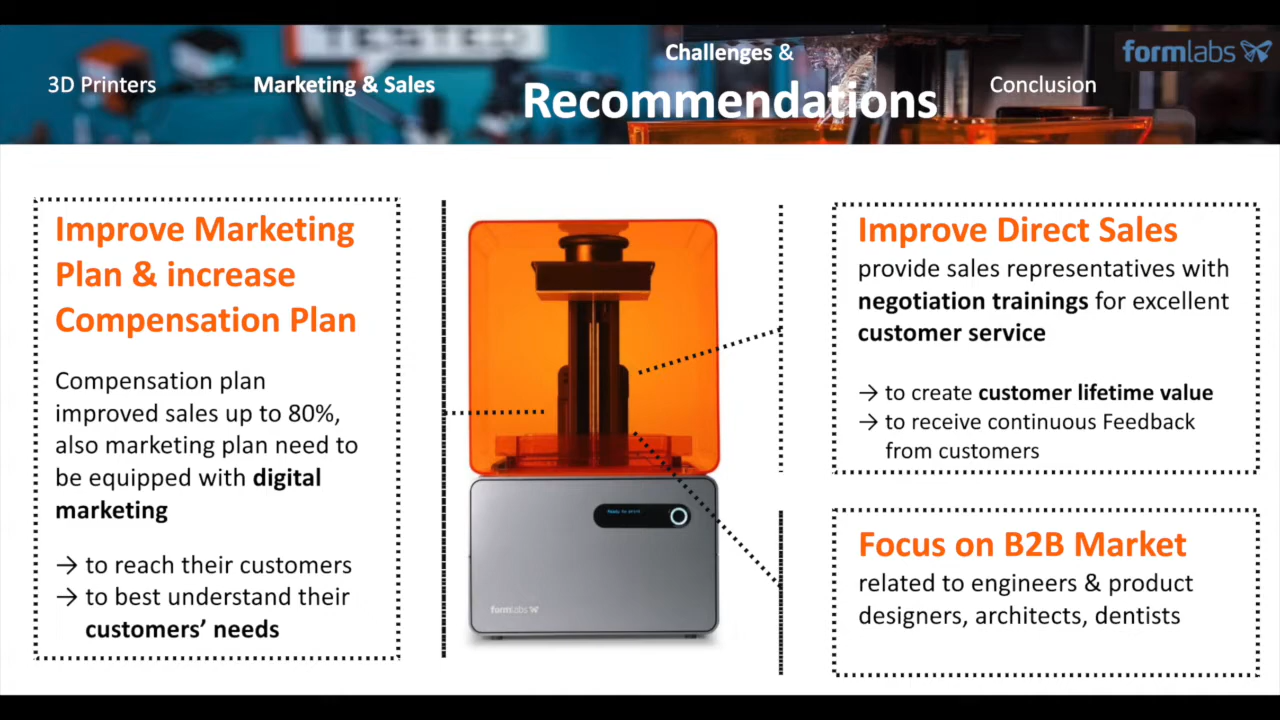 TESTED
3D Printers
Marketing & Sales
Challenges &
Recommendations
Conclusion
formlabs
Improve Marketing
Plan & increase
Compensation Plan
Compensation plan
improved sales up to 80%,
also marketing plan need to
be equipped with digital
marketing
→ to reach their customers
→ to best understand their
customers’ needs
Ready to print
formlabs
Improve Direct Sales
provide sales representatives with
negotiation trainings for excellent
customer service
→ to create customer lifetime value
→ to receive continuous Feedback
from customers
Focus on B2B Market
related to engineers & product
designers, architects, dentists